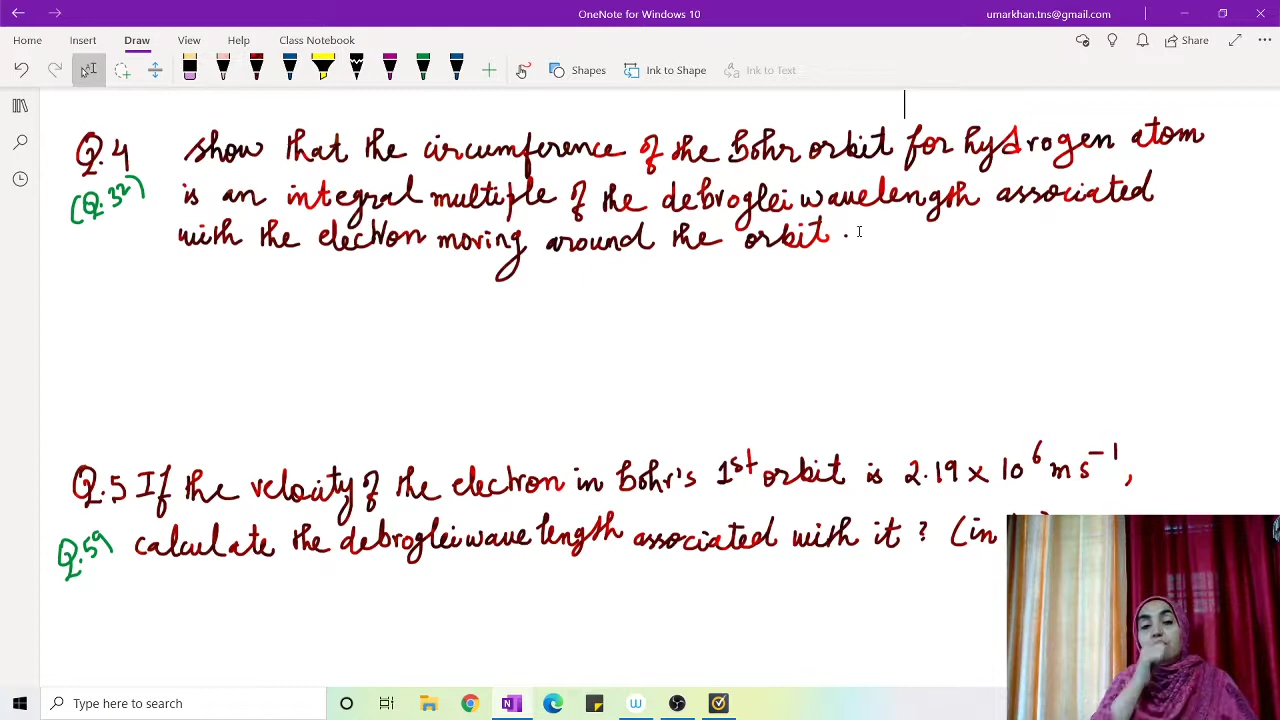 OneNote for Windows 10
umarkhan.tns@gmail.com
Home Insert Draw View Help Class Notebook
Share
Shapes Ink to Shape Ink to Text
Q.4 show that the circumference of the Bohr orbit for hydrogen atom
(Q.32) is an integral multiple of the debroglei wavelength associated
with the electron moving around the orbit .
Q.5 If the velocity of the electron in Bohr's 1st orbit is 2.19 × 10⁶ m s⁻¹,
Q.59 calculate the debroglei wave length associated with it ? (in
Type here to search